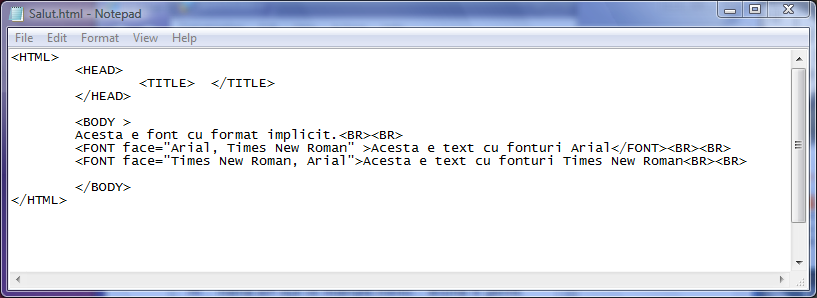 Salut.html - Notepad
File Edit Format View Help
<HTML>
<HEAD>
<TITLE>  </TITLE>
</HEAD>
<BODY >
Acesta e font cu format implicit.<BR><BR>
<FONT face="Arial, Times New Roman" >Acesta e text cu fonturi Arial</FONT><BR><BR>
<FONT face="Times New Roman, Arial">Acesta e text cu fonturi Times New Roman<BR><BR>
</BODY>
</HTML>